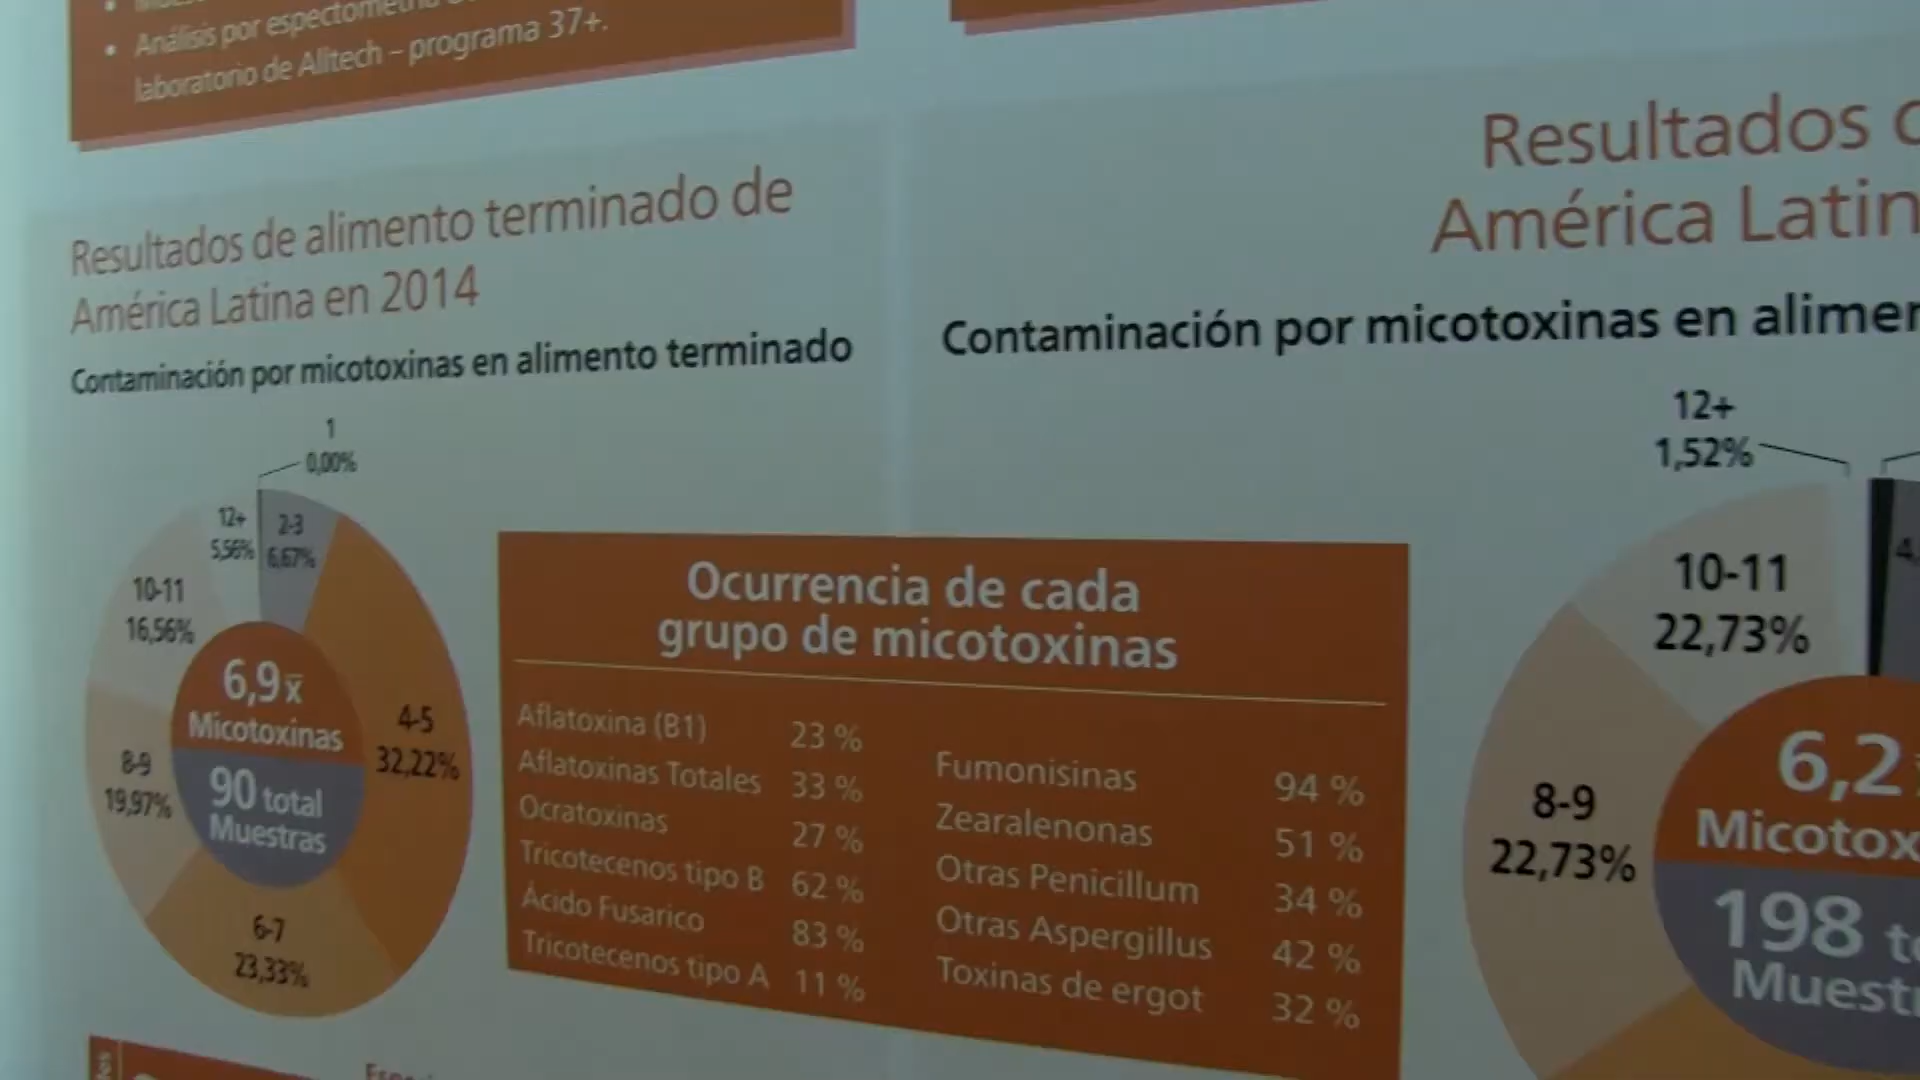 • Análisis por
laboratorio de Alltech – programa 37+.
Resultados de alimento terminado de
América Latina en 2014
Contaminación por micotoxinas en alimento terminado
1
0,00%
12+
5,56%
2-3
6,67%
10-11
16,56%
4-5
32,22%
8-9
19,97%
6-7
23,33%
6,9 x̄
Micotoxinas
90 total
Muestras
Ocurrencia de cada
grupo de micotoxinas
Aflatoxina (B1) 23 %
Aflatoxinas Totales 33 %
Ocratoxinas 27 %
Tricotecenos tipo B 62 %
Acido Fusarico 83 %
Tricotecenos tipo A 11 %
Fumonisinas 94 %
Zearalenonas 51 %
Otras Penicillum 34 %
Otras Aspergillus 42 %
Toxinas de ergot 32 %
Resultados
América Latin
Contaminación por micotoxinas en alimen
12+
1,52%
10-11
22,73%
8-9
22,73%
6,2
Micotox
198 to
Muestr